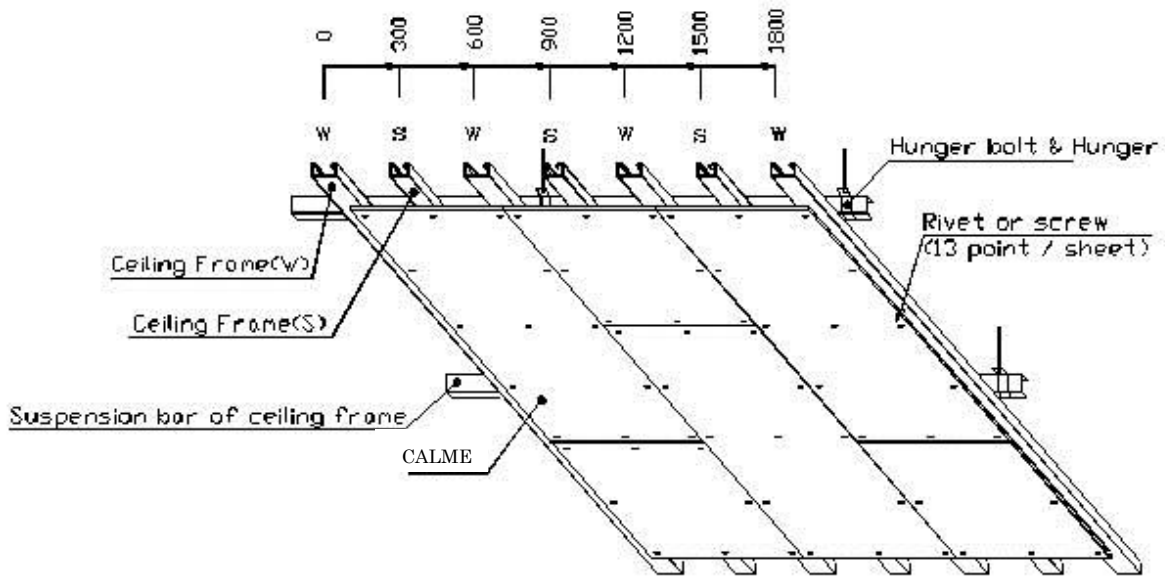 0 300 600 900 1200 1500 1800
W S W S W S W
Hunger bolt & Hunger
Rivet or screw
(13 point / sheet)
Ceiling Frame(W)
Ceiling Frame(S)
Suspension bar of ceiling frame
CALME